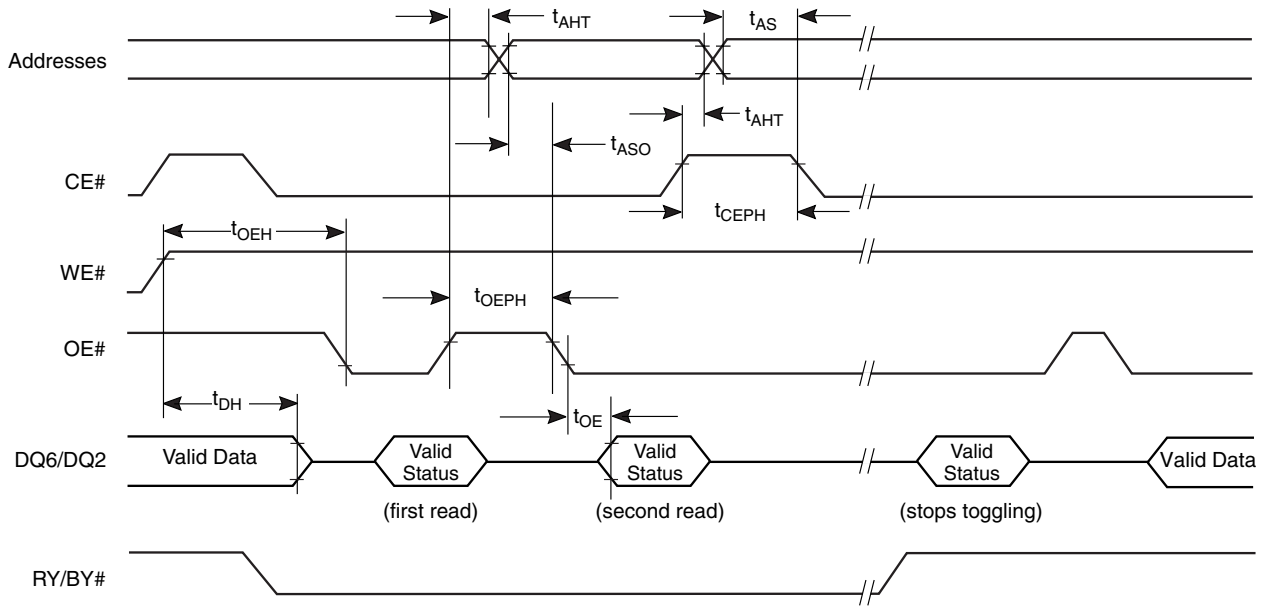 tAHT
tAS
Addresses
tAHT
tASO
CE#
tCEPH
tOEH
WE#
tOEPH
OE#
tDH
tOE
DQ6/DQ2
Valid Data
Valid
Status
Valid
Status
Valid
Status
Valid Data
(first read)
(second read)
(stops toggling)
RY/BY#